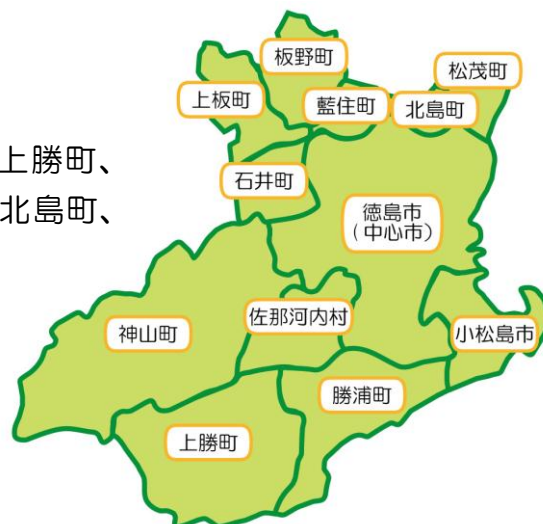 上勝町、
北島町、
板野町
松茂町
上板町
藍住町
北島町
石井町
徳島市
(中心市)
神山町
佐那河内村
小松島市
勝浦町
上勝町